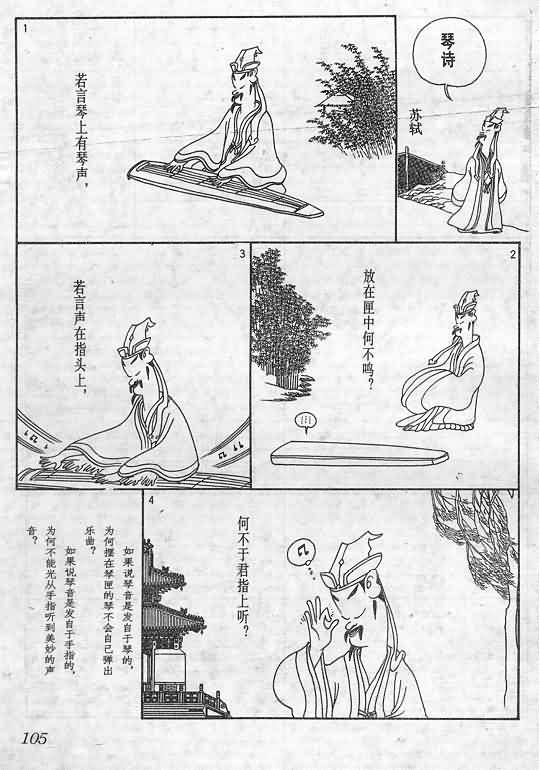 琴诗
苏轼
1
若言琴上有琴声，
2
放在匣中何不鸣？
3
若言声在指头上，
4
何不于君指上听？
如果说琴音是发自于琴的，
为何摆在琴匣的琴不会自己弹出
乐曲？
如果说琴音是发自于手指的，
为何不能光从手指听到美妙的声
音？
105